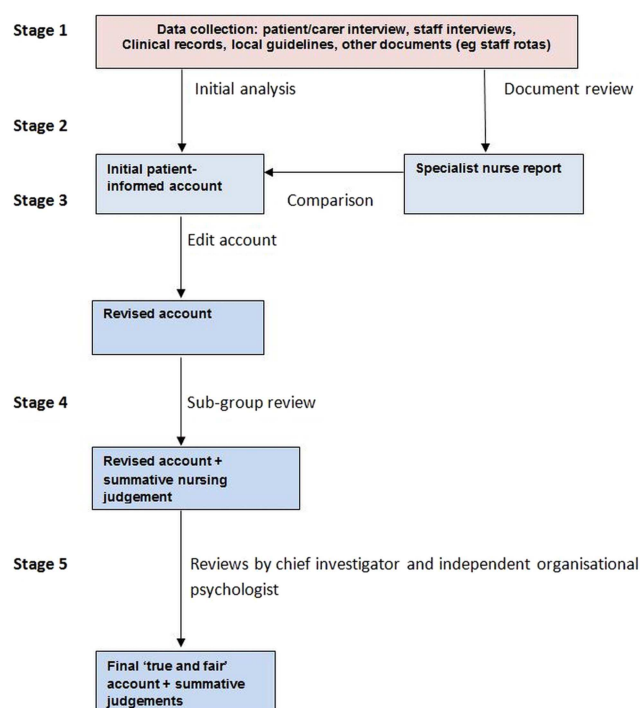 Stage 1
Data collection: patient/carer interview, staff interviews,
Clinical records, local guidelines, other documents (eg staff rotas)
Initial analysis
Document review
Stage 2
Initial patient-
informed account
Specialist nurse report
Stage 3
Comparison
Edit account
Revised account
Stage 4
Sub-group review
Revised account +
summative nursing
judgement
Stage 5
Reviews by chief investigator and independent organisational
psychologist
Final ‘true and fair’
account + summative
judgements